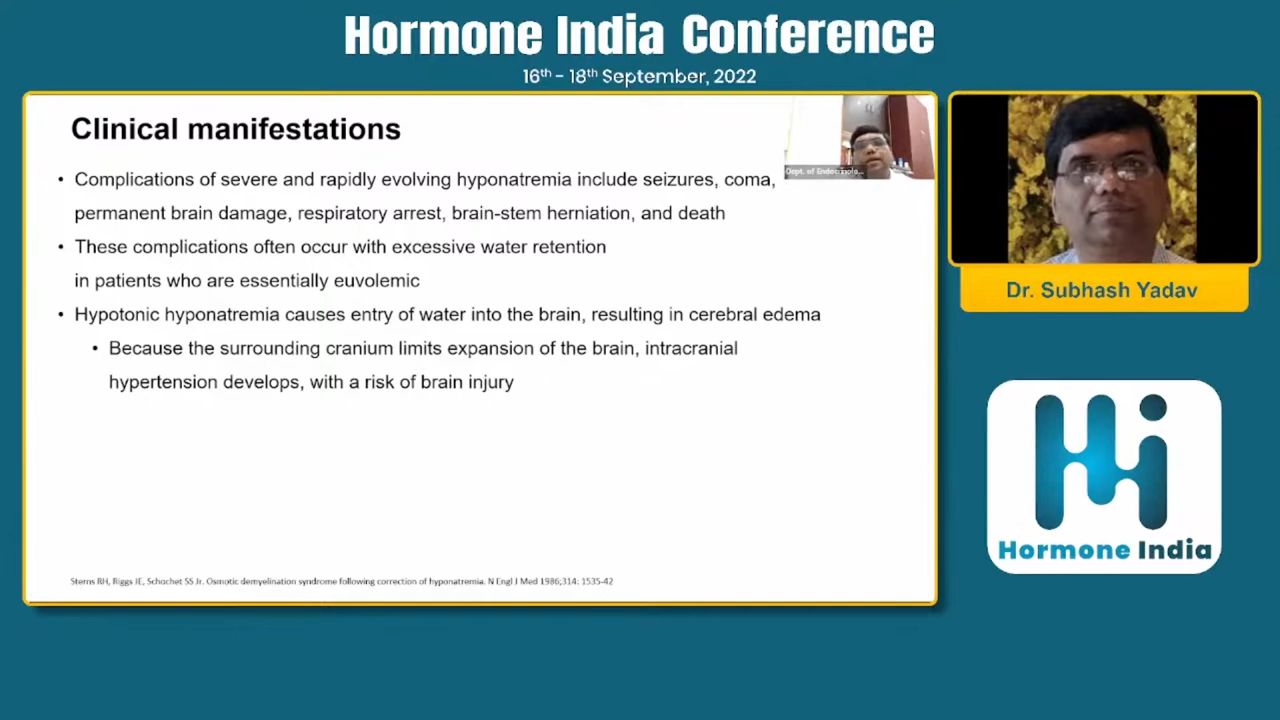 Hormone India Conference
16th - 18th September, 2022
Clinical manifestations
• Complications of severe and rapidly evolving hyponatremia include seizures, coma,
permanent brain damage, respiratory arrest, brain-stem herniation, and death
• These complications often occur with excessive water retention
in patients who are essentially euvolemic
• Hypotonic hyponatremia causes entry of water into the brain, resulting in cerebral edema
• Because the surrounding cranium limits expansion of the brain, intracranial
hypertension develops, with a risk of brain injury
Sterns RH, Riggs JE, Schochet SS Jr. Osmotic demyelination syndrome following correction of hyponatremia. N Engl J Med 1986;314: 1535-42
Dept. of Endocrinolo...
Dr. Subhash Yadav
Hi
Hormone India